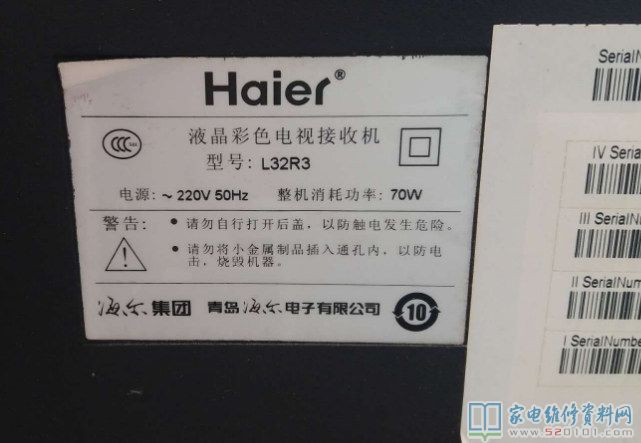 Haier®
液晶彩色电视接收机
型号: L32R3
电源: ~ 220V 50Hz 整机消耗功率: 70W
警告: • 请勿自行打开后盖，以防触电发生危险。
• 请勿将小金属制品插入通孔内，以防电
击，烧毁机器。
海尔集团 青岛海尔电子有限公司 10
SerialN
IV Seria
III SerialNu
II SerialNum
I SerialNumbe
家电维修资料网
www.520101.com